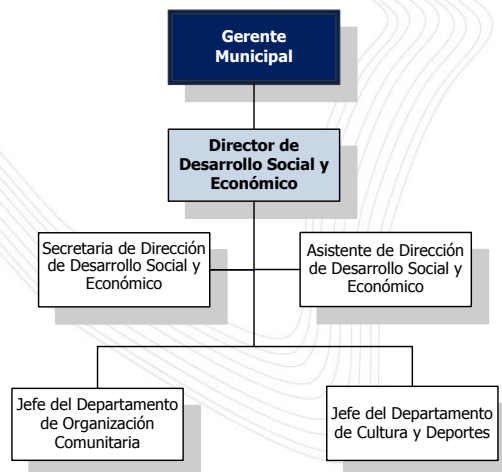 Gerente
Municipal
Director de
Desarrollo Social y
Económico
Secretaria de Dirección
de Desarrollo Social y
Económico
Asistente de Dirección
de Desarrollo Social y
Económico
Jefe del Departamento
de Organización
Comunitaria
Jefe del Departamento
de Cultura y Deportes